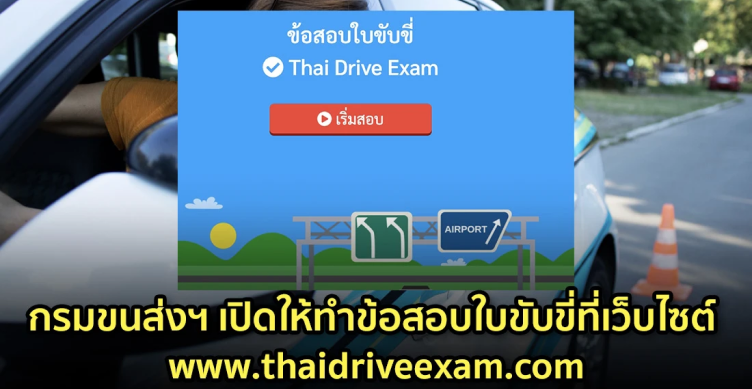 ข้อสอบใบขับขี่
Thai Drive Exam
เริ่มสอบ
AIRPORT
กรมขนส่งฯ เปิดให้ทำข้อสอบใบขับขี่ที่เว็บไซต์
www.thaidriveexam.com